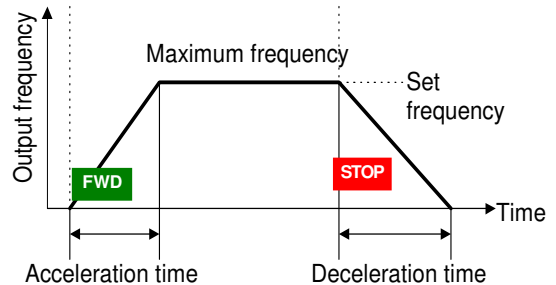 Output frequency
Maximum frequency
Set
frequency
FWD
STOP
Time
Acceleration time
Deceleration time